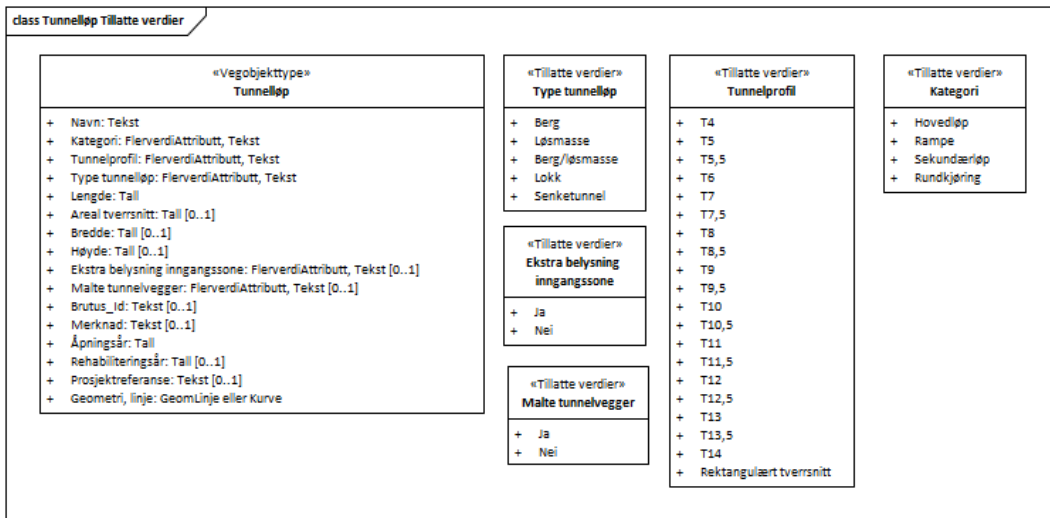 class Tunnelløp Tillatte verdier
«Vegobjekttype»
Tunnelløp
+ Navn: Tekst
+ Kategori: FlerverdiAttributt, Tekst
+ Tunnelprofil: FlerverdiAttributt, Tekst
+ Type tunnelløp: FlerverdiAttributt, Tekst
+ Lengde: Tall
+ Areal tverrsnitt: Tall [0..1]
+ Bredde: Tall [0..1]
+ Høyde: Tall [0..1]
+ Ekstra belysning inngangssone: FlerverdiAttributt, Tekst [0..1]
+ Malte tunnelvegger: FlerverdiAttributt, Tekst [0..1]
+ Brutus_Id: Tekst [0..1]
+ Merknad: Tekst [0..1]
+ Åpningsår: Tall
+ Rehabiliteringsår: Tall [0..1]
+ Prosjektreferanse: Tekst [0..1]
+ Geometri, linje: GeomLinje eller Kurve
«Tillatte verdier»
Type tunnelløp
+ Berg
+ Løsmasse
+ Berg/løsmasse
+ Lokk
+ Senketunnel
«Tillatte verdier»
Ekstra belysning
inngangssone
+ Ja
+ Nei
«Tillatte verdier»
Malte tunnelvegger
+ Ja
+ Nei
«Tillatte verdier»
Tunnelprofil
+ T4
+ T5
+ T5,5
+ T6
+ T7
+ T7,5
+ T8
+ T8,5
+ T9
+ T9,5
+ T10
+ T10,5
+ T11
+ T11,5
+ T12
+ T12,5
+ T13
+ T13,5
+ T14
+ Rektangulært tverrsnitt
«Tillatte verdier»
Kategori
+ Hovedløp
+ Rampe
+ Sekundærløp
+ Rundkjøring